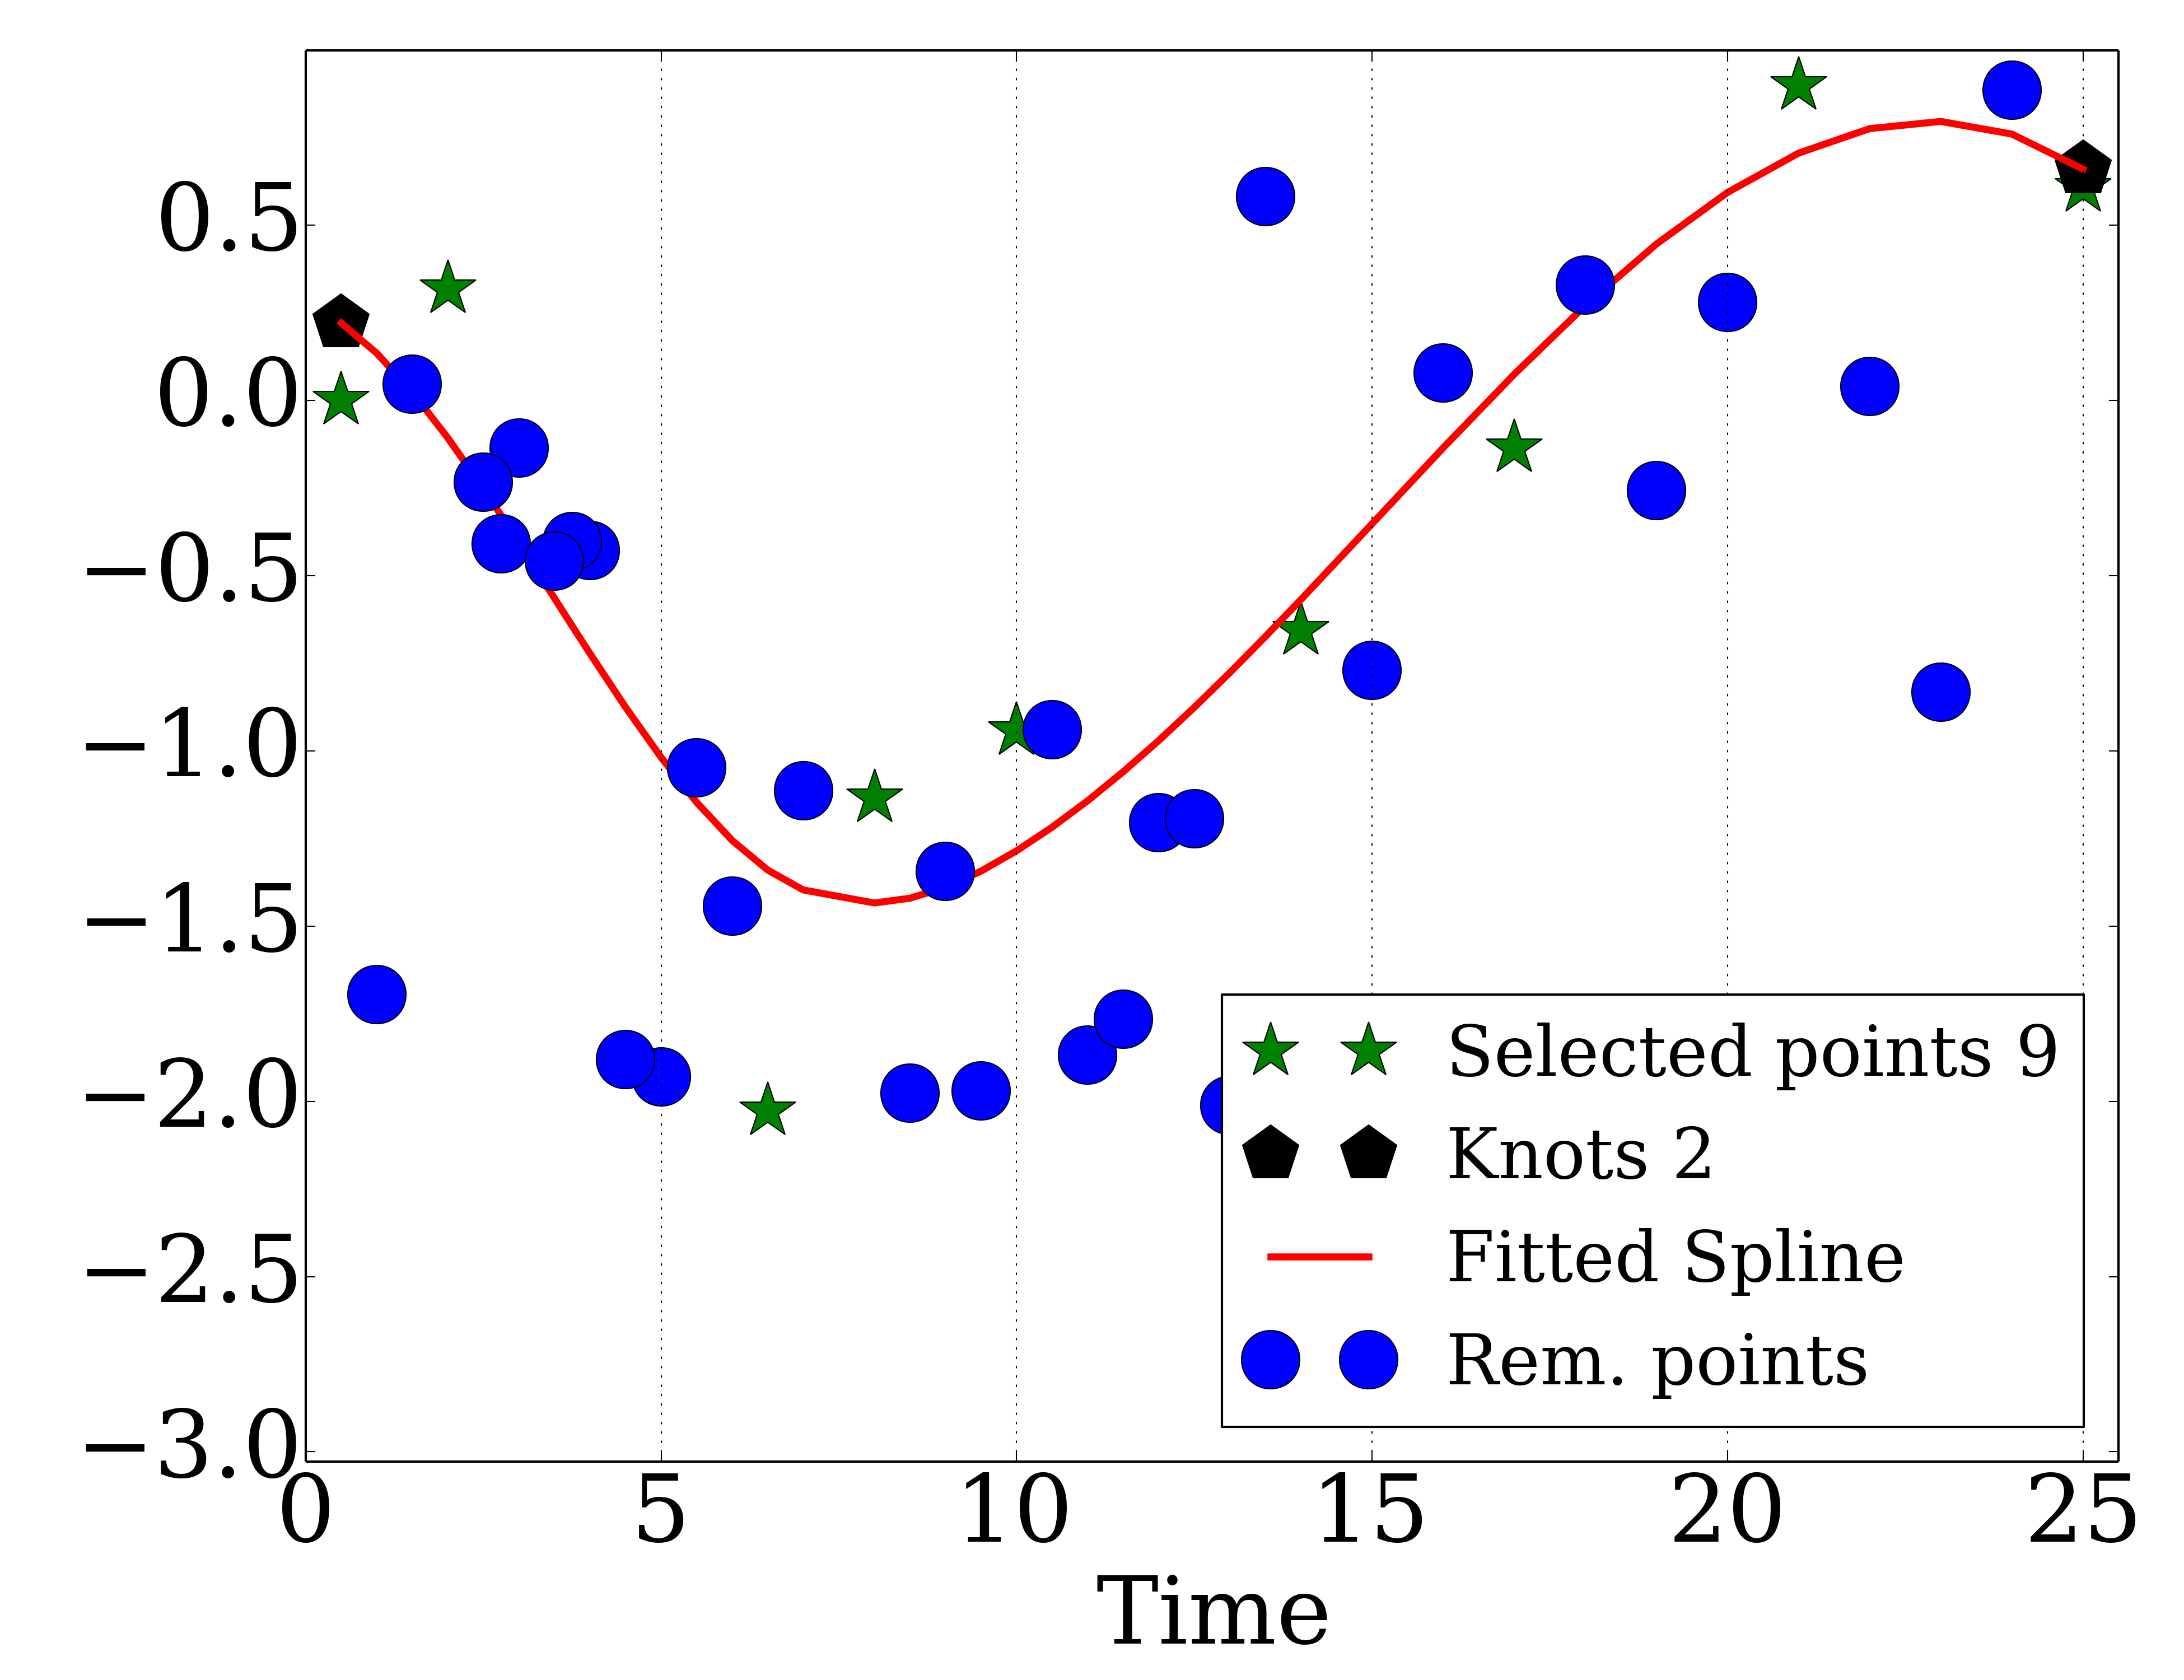 0.5
0.0
−0.5
−1.0
−1.5
−2.0
−2.5
−3.0
0 5 10 15 20 25
Time
Selected points 9
Knots 2
Fitted Spline
Rem. points